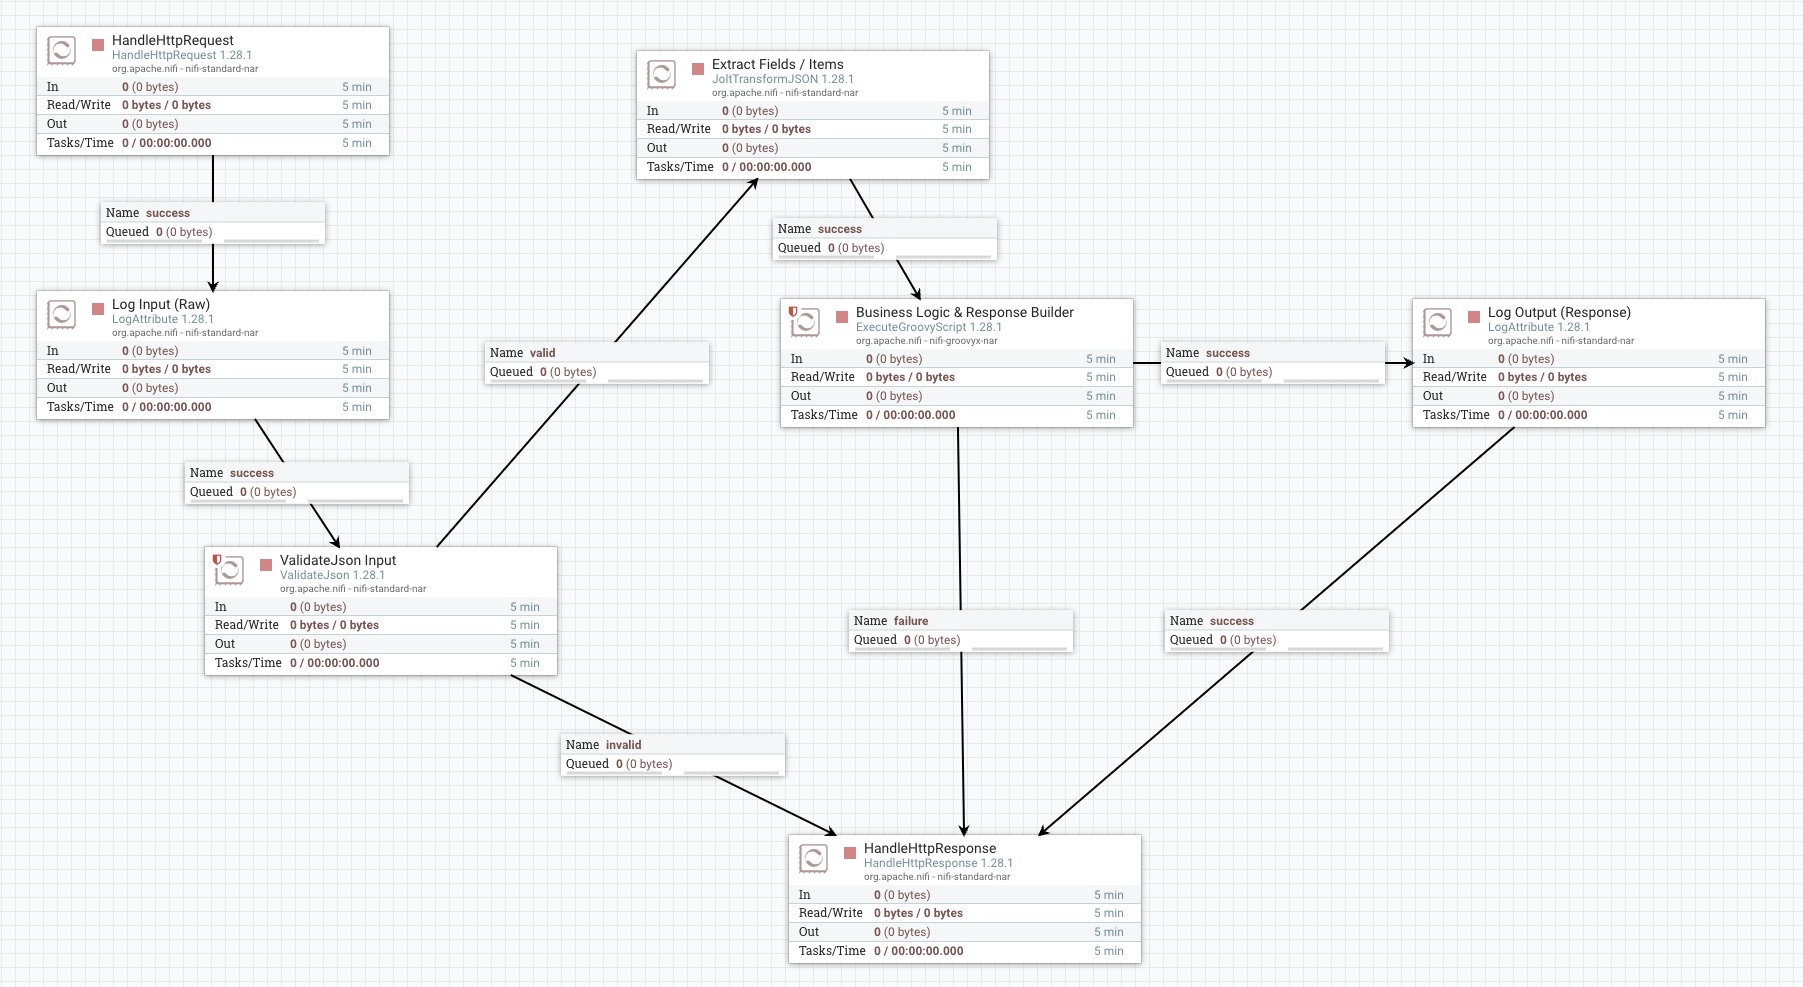 HandleHttpRequest
HandleHttpRequest 1.28.1
org.apache.nifi - nifi-standard-nar
In 0 (0 bytes) 5 min
Read/Write 0 bytes / 0 bytes 5 min
Out 0 (0 bytes) 5 min
Tasks/Time 0 / 00:00:00.000 5 min
Name success
Queued 0 (0 bytes)
Log Input (Raw)
LogAttribute 1.28.1
org.apache.nifi - nifi-standard-nar
In 0 (0 bytes) 5 min
Read/Write 0 bytes / 0 bytes 5 min
Out 0 (0 bytes) 5 min
Tasks/Time 0 / 00:00:00.000 5 min
Name success
Queued 0 (0 bytes)
ValidateJson Input
ValidateJson 1.28.1
org.apache.nifi - nifi-standard-nar
In 0 (0 bytes) 5 min
Read/Write 0 bytes / 0 bytes 5 min
Out 0 (0 bytes) 5 min
Tasks/Time 0 / 00:00:00.000 5 min
Name valid
Queued 0 (0 bytes)
Name invalid
Queued 0 (0 bytes)
Extract Fields / Items
JoltTransformJSON 1.28.1
org.apache.nifi - nifi-standard-nar
In 0 (0 bytes) 5 min
Read/Write 0 bytes / 0 bytes 5 min
Out 0 (0 bytes) 5 min
Tasks/Time 0 / 00:00:00.000 5 min
Name success
Queued 0 (0 bytes)
Business Logic & Response Builder
ExecuteGroovyScript 1.28.1
org.apache.nifi - nifi-groovyx-nar
In 0 (0 bytes) 5 min
Read/Write 0 bytes / 0 bytes 5 min
Out 0 (0 bytes) 5 min
Tasks/Time 0 / 00:00:00.000 5 min
Name success
Queued 0 (0 bytes)
Log Output (Response)
LogAttribute 1.28.1
org.apache.nifi - nifi-standard-nar
In 0 (0 bytes) 5 min
Read/Write 0 bytes / 0 bytes 5 min
Out 0 (0 bytes) 5 min
Tasks/Time 0 / 00:00:00.000 5 min
Name failure
Queued 0 (0 bytes)
Name success
Queued 0 (0 bytes)
HandleHttpResponse
HandleHttpResponse 1.28.1
org.apache.nifi - nifi-standard-nar
In 0 (0 bytes) 5 min
Read/Write 0 bytes / 0 bytes 5 min
Out 0 (0 bytes) 5 min
Tasks/Time 0 / 00:00:00.000 5 min